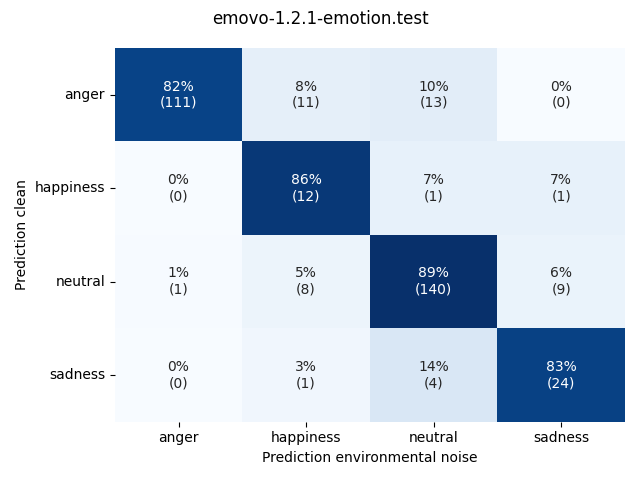 emovo-1.2.1-emotion.test
Prediction clean
anger
82% 8% 10% 0%
(111) (11) (13) (0)
happiness
0% 86% 7% 7%
(0) (12) (1) (1)
neutral
1% 5% 89% 6%
(1) (8) (140) (9)
sadness
0% 3% 14% 83%
(0) (1) (4) (24)
anger happiness neutral sadness
Prediction environmental noise